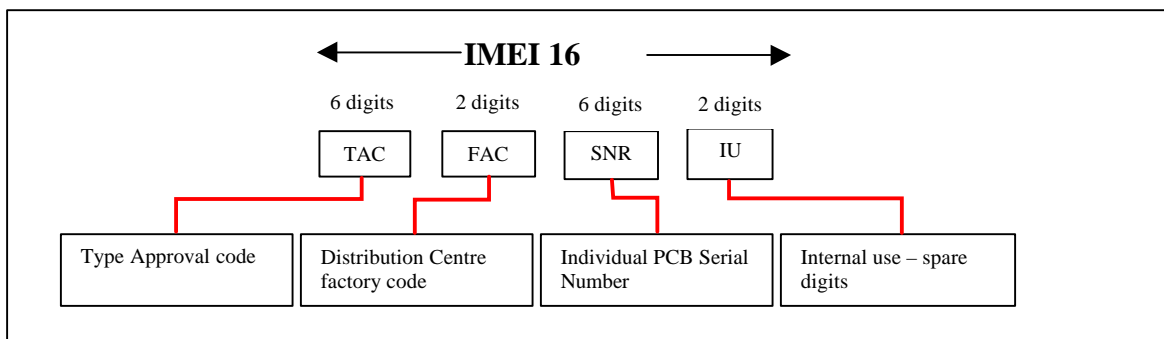 IMEI 16
6 digits 2 digits 6 digits 2 digits
TAC FAC SNR IU
Type Approval code
Distribution Centre
factory code
Individual PCB Serial
Number
Internal use – spare
digits